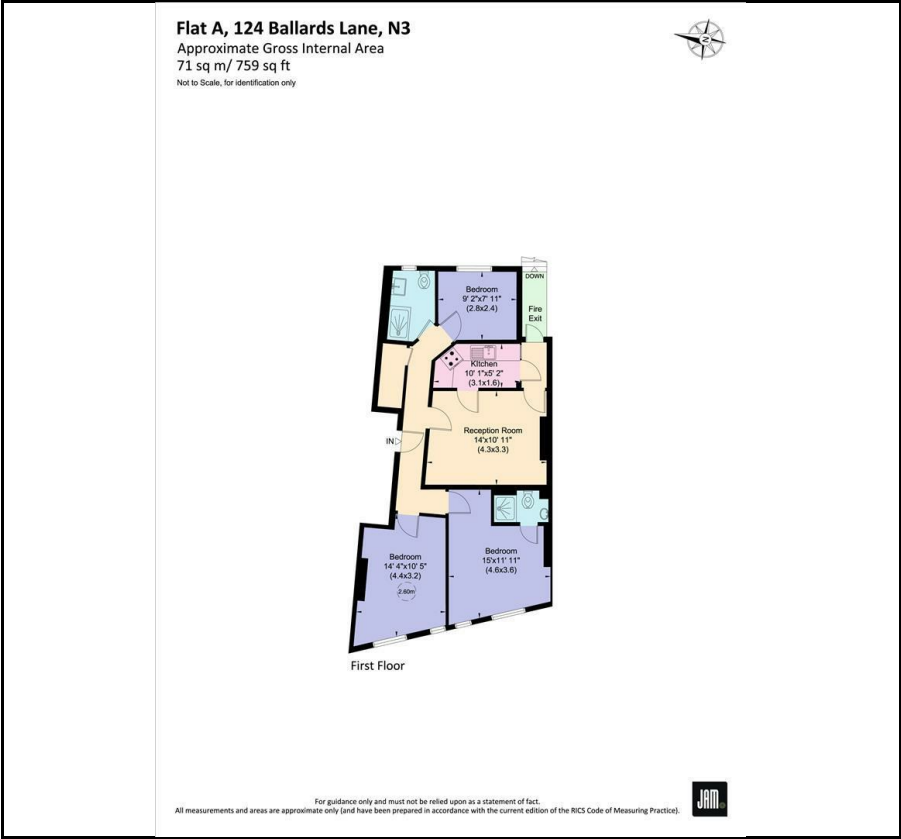 Flat A, 124 Ballards Lane, N3
Approximate Gross Internal Area
71 sq m/ 759 sq ft
Not to Scale, for identification only
N
DOWN
Fire
Exit
Bedroom
9' 2"x7' 11"
(2.8x2.4)
Kitchen
10' 1"x5' 2"
(3.1x1.6)
Reception Room
14'x10' 11"
(4.3x3.3)
IN
Bedroom
14' 4"x10' 5"
(4.4x3.2)
2.60m
Bedroom
15'x11' 11"
(4.6x3.6)
First Floor
For guidance only and must not be relied upon as a statement of fact.
All measurements and areas are approximate only (and have been prepared in accordance with the current edition of the RICS Code of Measuring Practice).
JAM.